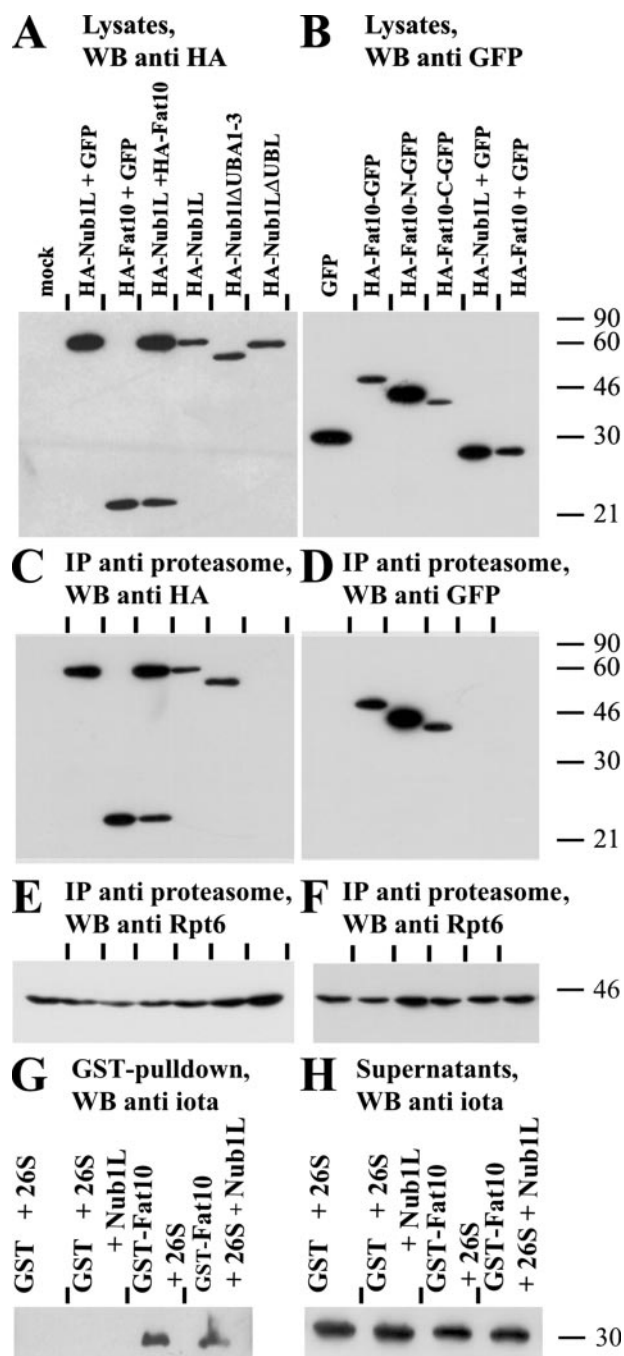 A Lysates,
WB anti HA
B Lysates,
WB anti GFP
mock
HA-Nub1L + GFP
HA-Fat10 + GFP
HA-Nub1L +HA-Fat10
HA-Nub1L
HA-Nub1ΔUBA1-3
HA-Nub1LΔUBL
GFP
HA-Fat10-GFP
HA-Fat10-N-GFP
HA-Fat10-C-GFP
HA-Nub1L + GFP
HA-Fat10 + GFP
90
60
46
30
21
C IP anti proteasome,
WB anti HA
D IP anti proteasome,
WB anti GFP
90
60
46
30
21
E IP anti proteasome,
WB anti Rpt6
F IP anti proteasome,
WB anti Rpt6
46
G GST-pulldown,
WB anti iota
H Supernatants,
WB anti iota
GST + 26S
GST + 26S
+ Nub1L
GST-Fat10
+ 26S
GST-Fat10
+ 26S + Nub1L
GST + 26S
GST + 26S
+ Nub1L
GST-Fat10
+ 26S
GST-Fat10
+ 26S + Nub1L
30